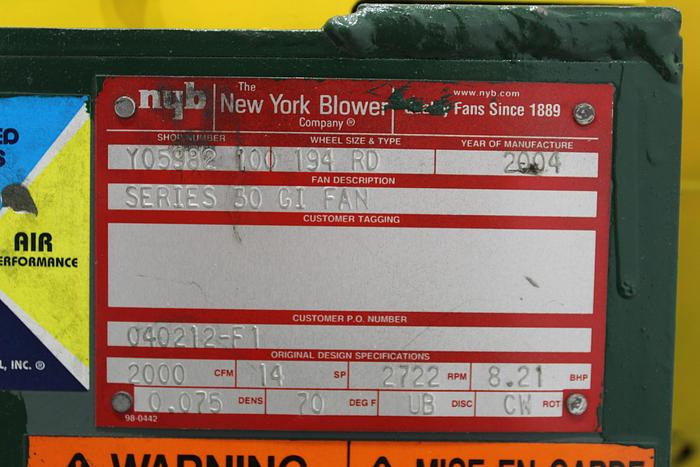 nyb
The
New York Blower
Company ®
www.nyb.com
Fans Since 1889
SHOP NUMBER WHEEL SIZE & TYPE YEAR OF MANUFACTURE
Y05982 100 194 RD 2004
FAN DESCRIPTION
SERIES 30 GI FAN
CUSTOMER TAGGING
CUSTOMER P.O. NUMBER
040212-F1
ORIGINAL DESIGN SPECIFICATIONS
2000 CFM 14 SP 2722 RPM 8.21 BHP
0.075 DENS 70 DEG F UB DISC CW ROT
98-0442
AIR
ERFORMANCE
, INC. ®
WARNING
MISE EN GARDE